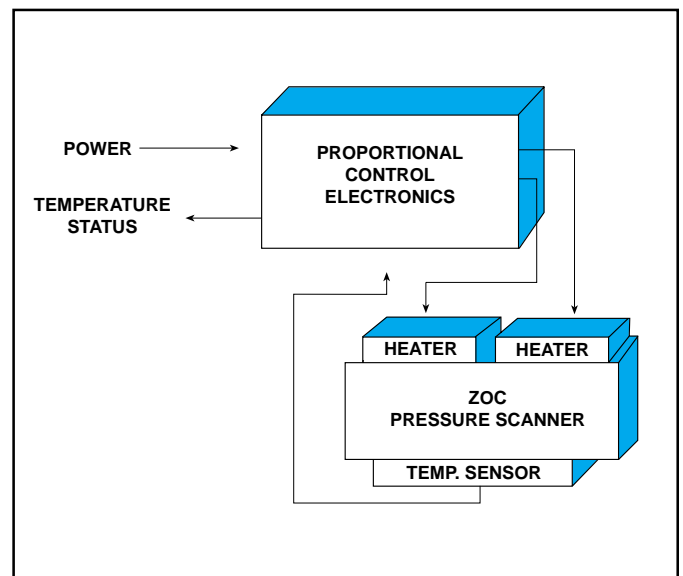 POWER
PROPORTIONAL
CONTROL
ELECTRONICS
TEMPERATURE
STATUS
HEATER
HEATER
ZOC
PRESSURE SCANNER
TEMP. SENSOR